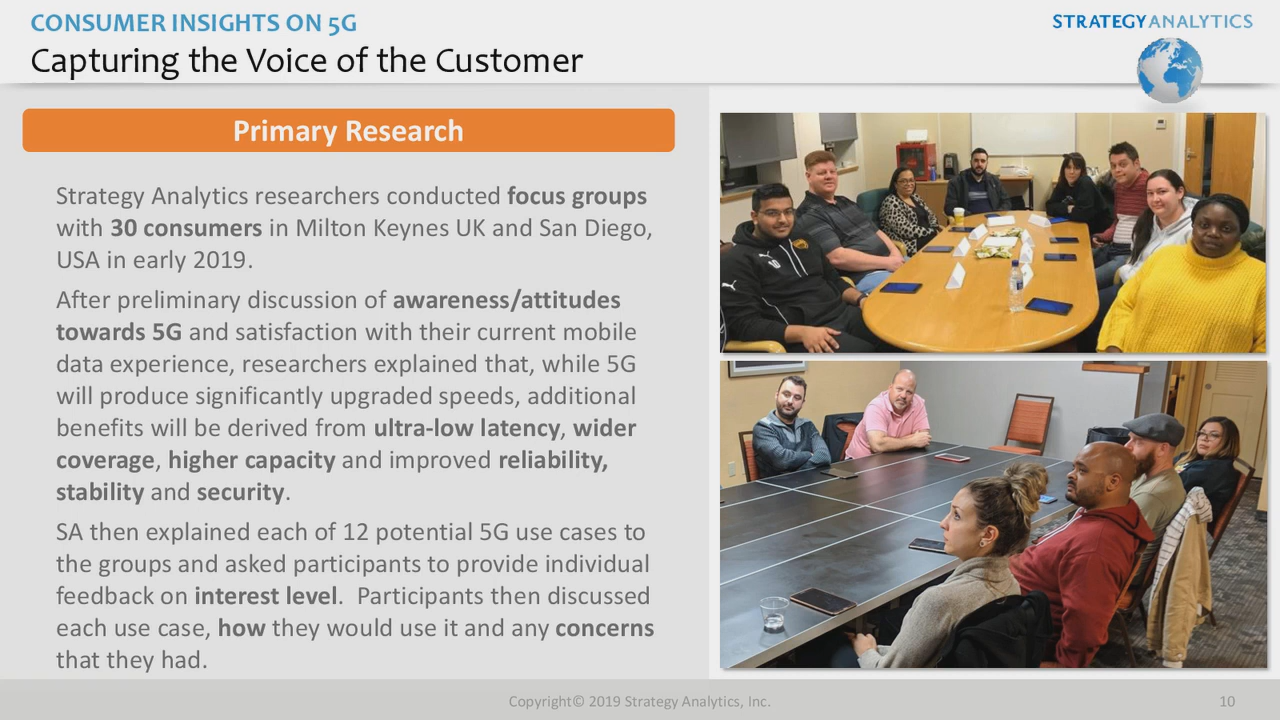 CONSUMER INSIGHTS ON 5G
Capturing the Voice of the Customer
STRATEGYANALYTICS
Primary Research
Strategy Analytics researchers conducted focus groups
with 30 consumers in Milton Keynes UK and San Diego,
USA in early 2019.
After preliminary discussion of awareness/attitudes
towards 5G and satisfaction with their current mobile
data experience, researchers explained that, while 5G
will produce significantly upgraded speeds, additional
benefits will be derived from ultra-low latency, wider
coverage, higher capacity and improved reliability,
stability and security.
SA then explained each of 12 potential 5G use cases to
the groups and asked participants to provide individual
feedback on interest level.  Participants then discussed
each use case, how they would use it and any concerns
that they had.
Copyright© 2019 Strategy Analytics, Inc.
10